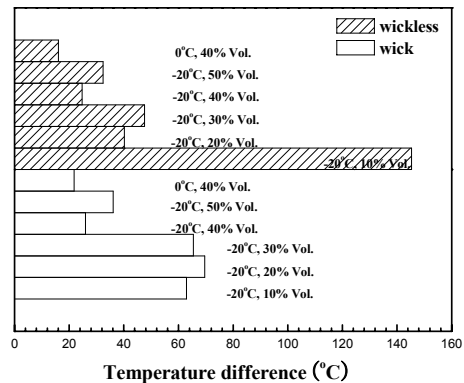 wickless
wick
0°C, 40% Vol.
-20°C, 50% Vol.
-20°C, 40% Vol.
-20°C, 30% Vol.
-20°C, 20% Vol.
-20°C, 10% Vol.
0°C, 40% Vol.
-20°C, 50% Vol.
-20°C, 40% Vol.
-20°C, 30% Vol.
-20°C, 20% Vol.
-20°C, 10% Vol.
0 20 40 60 80 100 120 140 160
Temperature difference (°C)